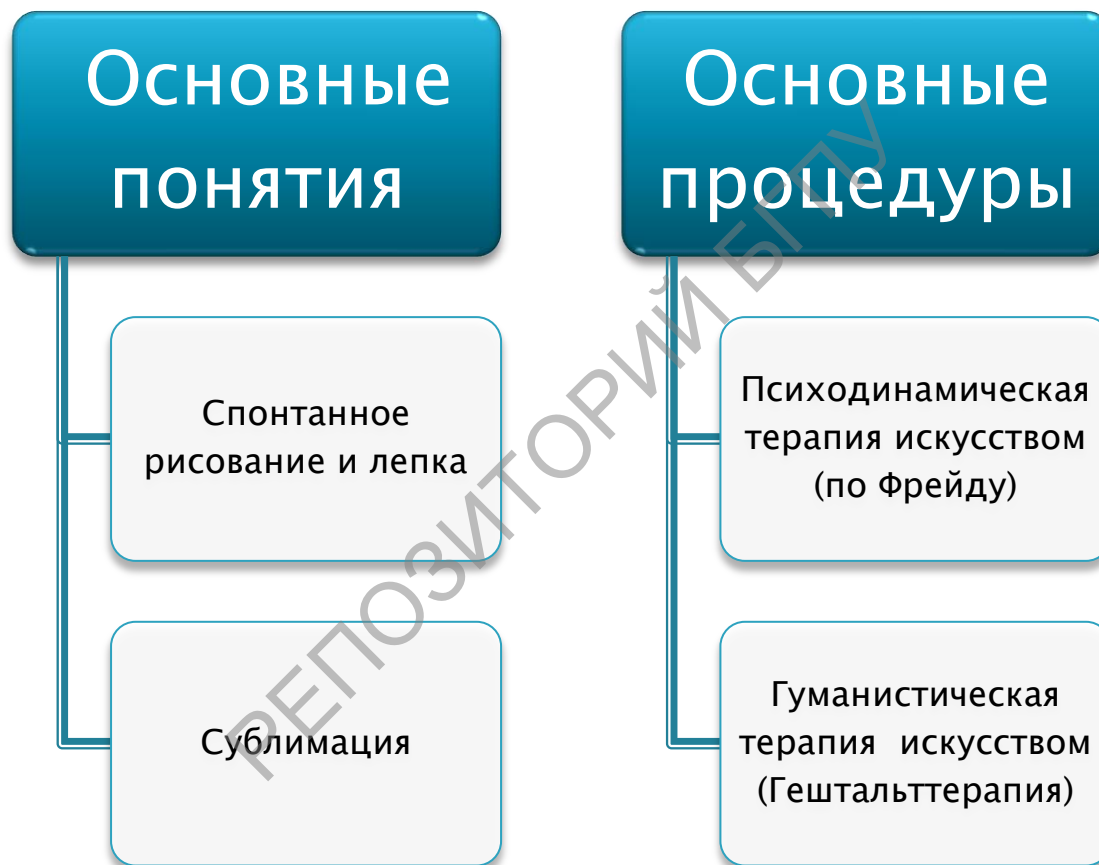 Основные
понятия
Спонтанное
рисование и лепка
Сублимация
Основные
процедуры
Психодинамическая
терапия искусством
(по Фрейду)
Гуманистическая
терапия искусством
(Гештальттерапия)
РЕПОЗИТОРИЙ БГПУ